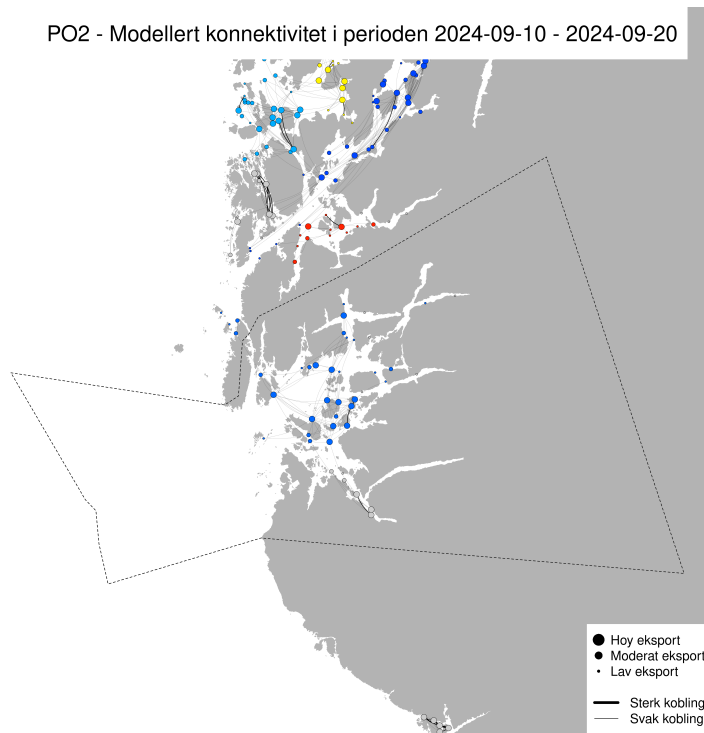 PO2 - Modellert konnektivitet i perioden 2024-09-10 - 2024-09-20
Hoy eksport
Moderat eksport
Lav eksport
Sterk kobling
Svak kobling